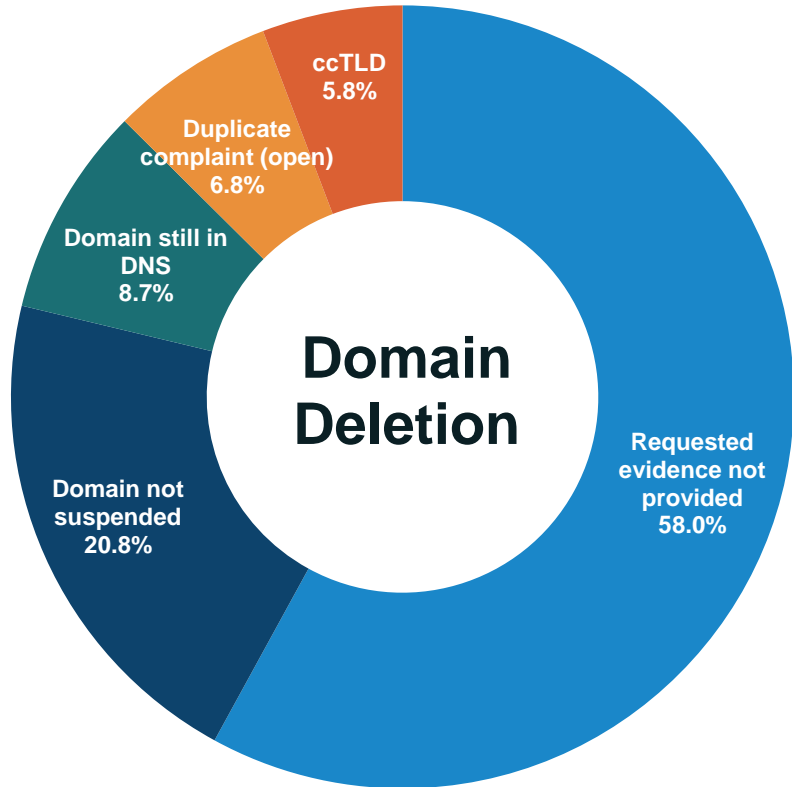 ccTLD
5.8%
Duplicate
complaint (open)
6.8%
Domain still in
DNS
8.7%
Domain
Deletion
Requested
evidence not
provided
58.0%
Domain not
suspended
20.8%